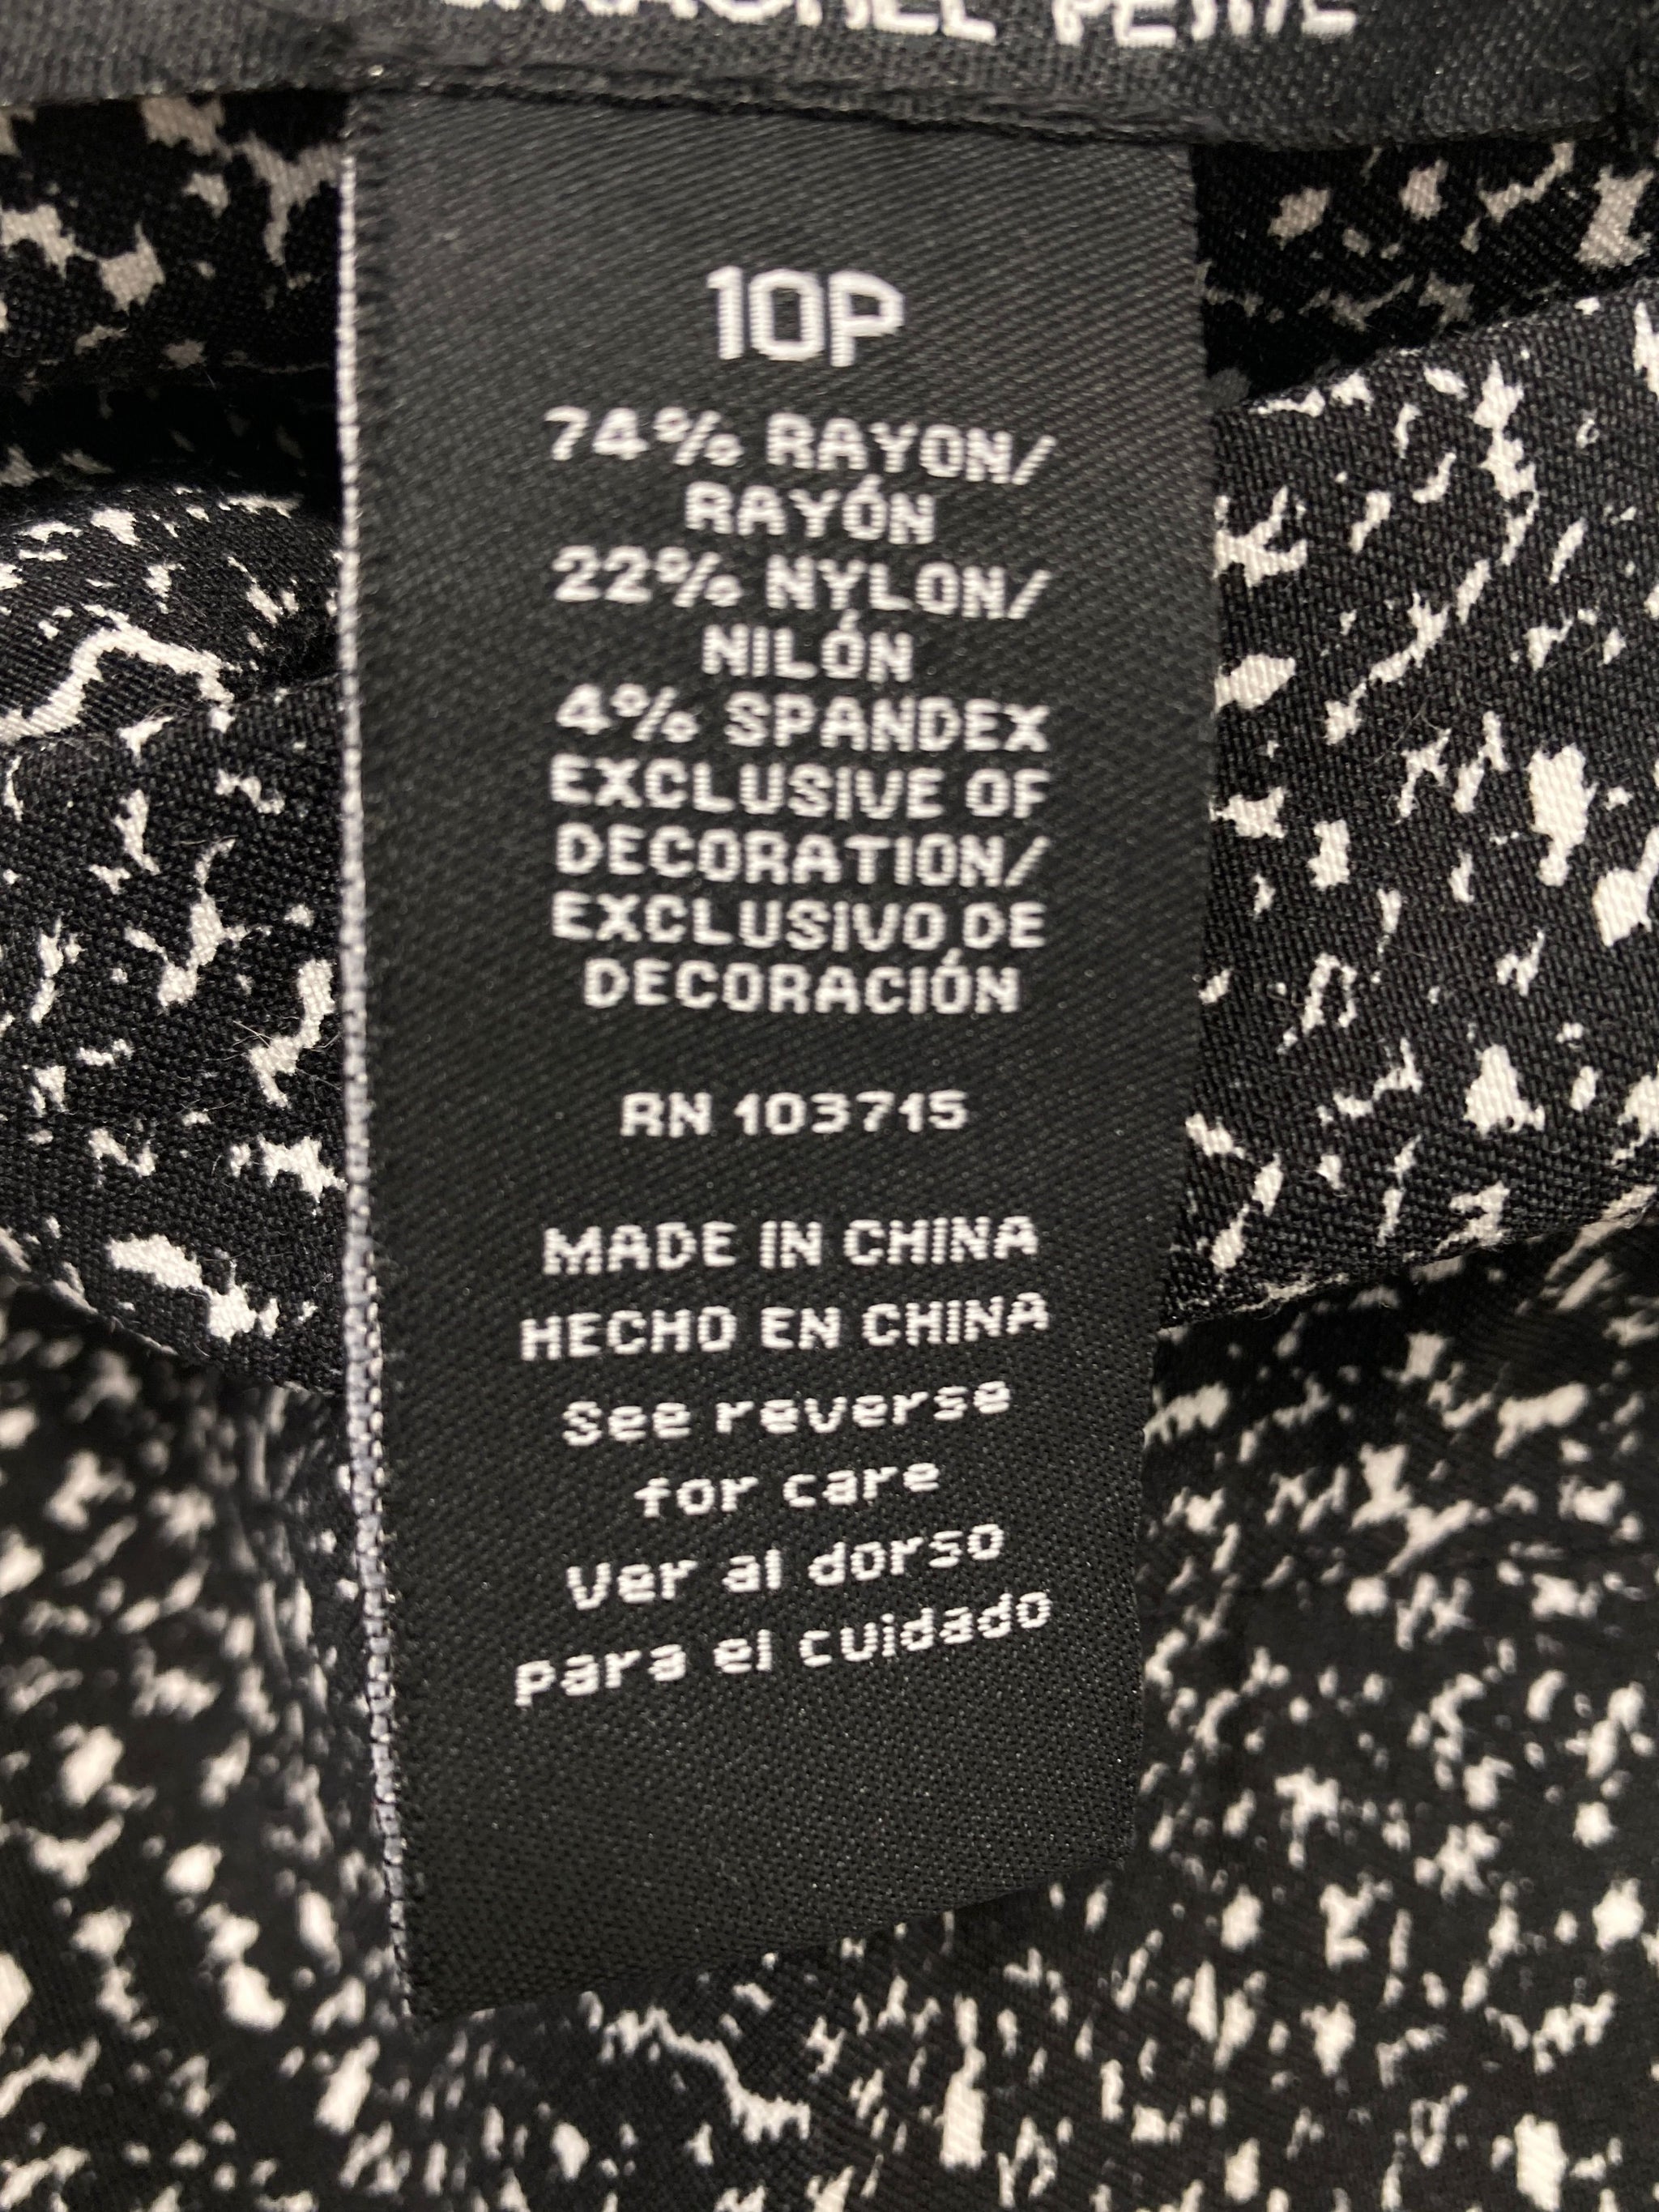 PETITE
10P
74% RAYON/
RAYÓN
22% NYLON/
NILÓN
4% SPANDEX
EXCLUSIVE OF
DECORATION/
EXCLUSIVO DE
DECORACIÓN
RN 103715
MADE IN CHINA
HECHO EN CHINA
See reverse
for care
Ver al dorso
para el cuidado